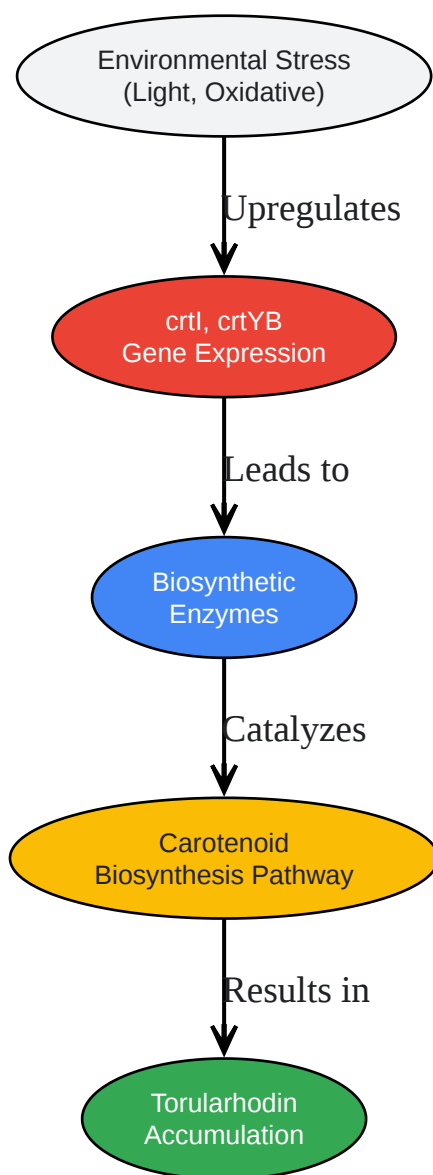 Environmental Stress
(Light, Oxidative)
Upregulates
crtI, crtYB
Gene Expression
Leads to
Biosynthetic
Enzymes
Catalyzes
Carotenoid
Biosynthesis Pathway
Results in
Torularhodin
Accumulation